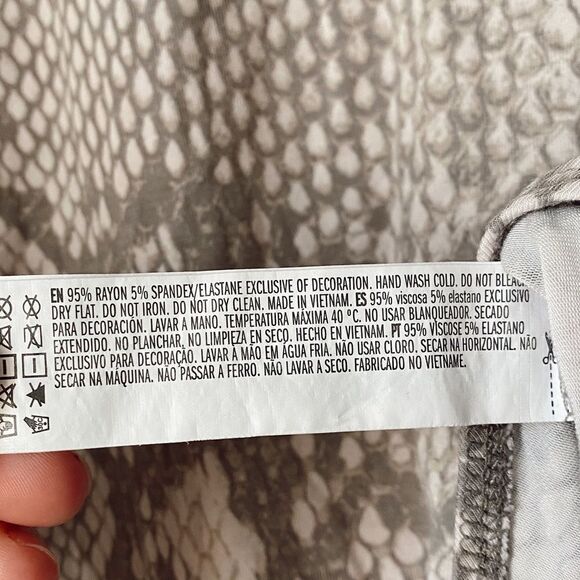 EN 95% RAYON 5% SPANDEX/ELASTANE EXCLUSIVE OF DECORATION. HAND WASH COLD. DO NOT BLEACH
DRY FLAT. DO NOT IRON. DO NOT DRY CLEAN. MADE IN VIETNAM. ES 95% viscosa 5% elastano EXCLUSIVO
PARA DECORACIÓN. LAVAR A MANO. TEMPERATURA MÁXIMA 40 °C. NO USAR BLANQUEADOR. SECADO
EXTENDIDO. NO PLANCHAR, NO LIMPIEZA EN SECO. HECHO EN VIETNAM. PT 95% VISCOSE 5% ELASTANO
EXCLUSIVO PARA DECORAÇÃO. LAVAR À MÃO EM ÁGUA FRIA. NÃO USAR CLORO. SECAR NA HORIZONTAL. NÃO
SECAR NA MÁQUINA. NÃO PASSAR A FERRO. NÃO LAVAR A SECO. FABRICADO NO VIETNAME.